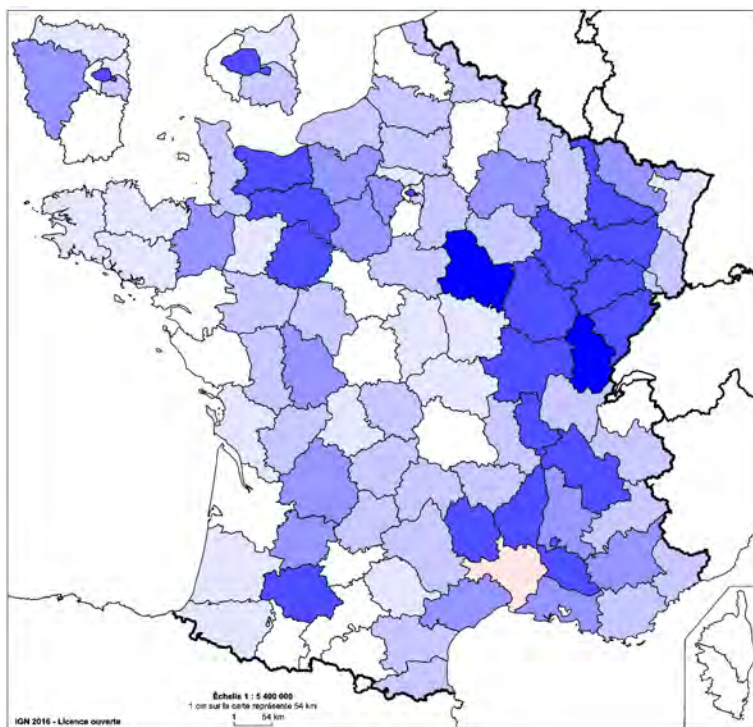 Échelle 1 : 5 400 000
1 cm sur la carte représente 54 km
1 54 km
IGN 2016 - Licence ouverte